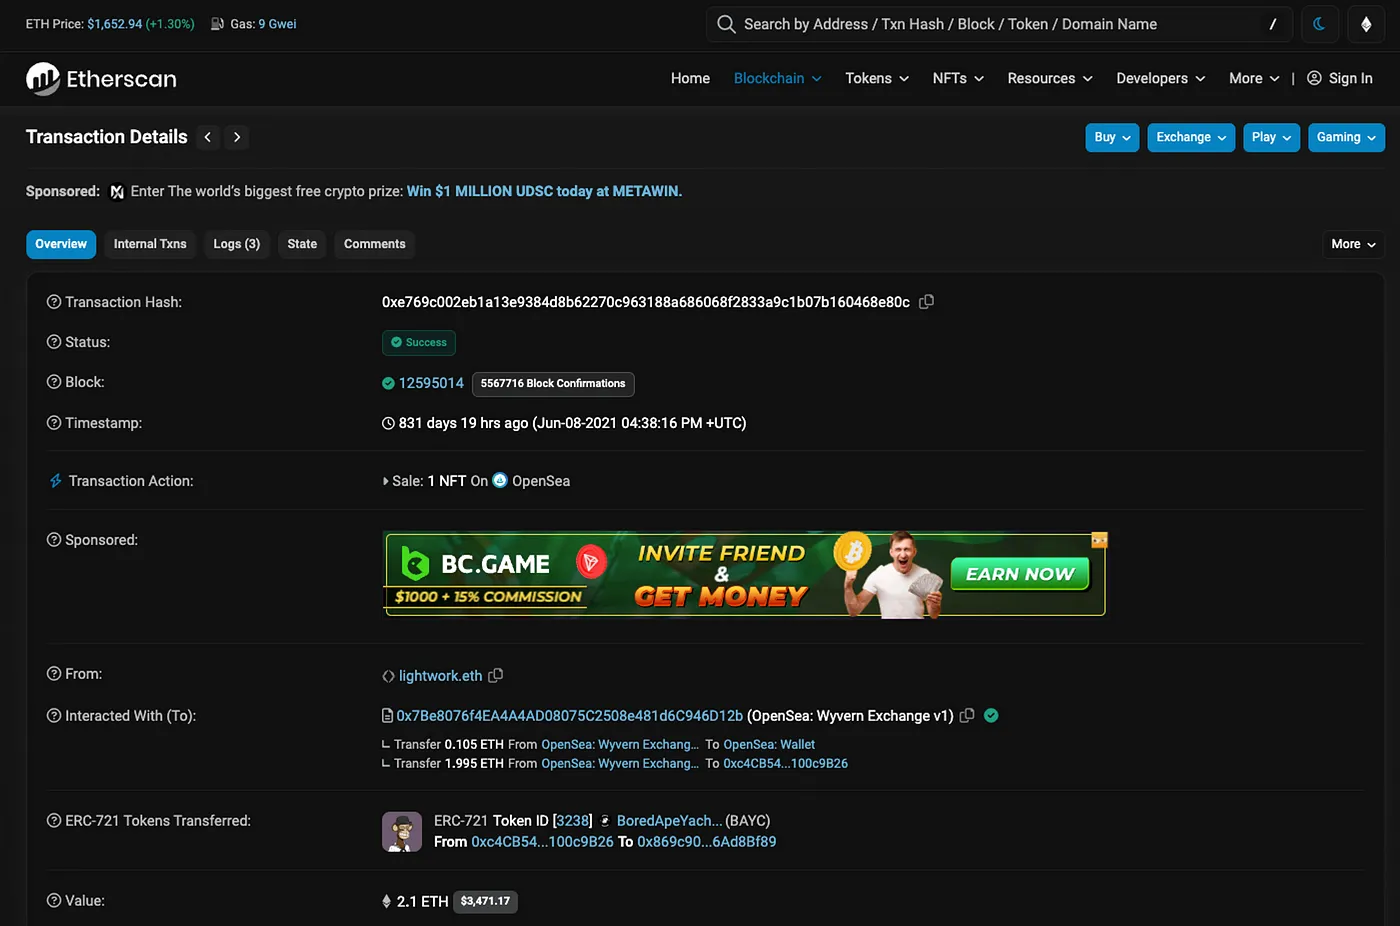 ETH Price: $1,652.94 (+1.30%) Gas: 9 Gwei
Search by Address / Txn Hash / Block / Token / Domain Name /
Etherscan
Home Blockchain Tokens NFTs Resources Developers More | Sign In
Transaction Details
Buy Exchange Play Gaming
Sponsored: Enter The world's biggest free crypto prize: Win $1 MILLION UDSC today at METAWIN.
Overview Internal Txns Logs (3) State Comments More
Transaction Hash: 0xe769c002eb1a13e9384d8b62270c963188a686068f2833a9c1b07b160468e80c
Status: Success
Block: 12595014 5567716 Block Confirmations
Timestamp: 831 days 19 hrs ago (Jun-08-2021 04:38:16 PM +UTC)
Transaction Action: Sale: 1 NFT On OpenSea
Sponsored:
BC.GAME
$1000 + 15% COMMISSION
INVITE FRIEND
&
GET MONEY
EARN NOW
From: lightwork.eth
Interacted With (To): 0x7Be8076f4EA4A4AD08075C2508e481d6C946D12b (OpenSea: Wyvern Exchange v1)
Transfer 0.105 ETH From OpenSea: Wyvern Exchang... To OpenSea: Wallet
Transfer 1.995 ETH From OpenSea: Wyvern Exchang... To 0xc4CB54...100c9B26
ERC-721 Tokens Transferred: ERC-721 Token ID [3238] BoredApeYach... (BAYC)
From 0xc4CB54...100c9B26 To 0x869c90...6Ad8Bf89
Value: 2.1 ETH $3,471.17